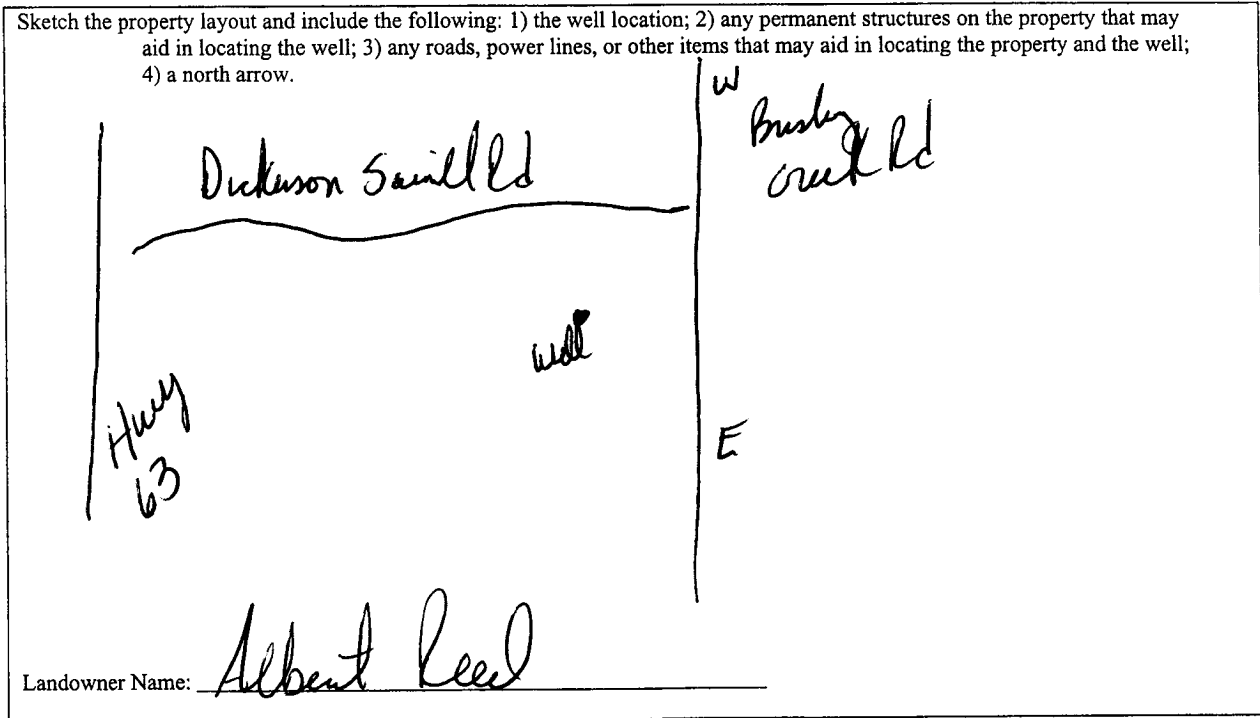 Sketch the property layout and include the following: 1) the well location; 2) any permanent structures on the property that may
aid in locating the well; 3) any roads, power lines, or other items that may aid in locating the property and the well;
4) a north arrow.
W
Creek Rd
Dickerson Rd
well
Hwy
63
E
Landowner Name: Albert Reed